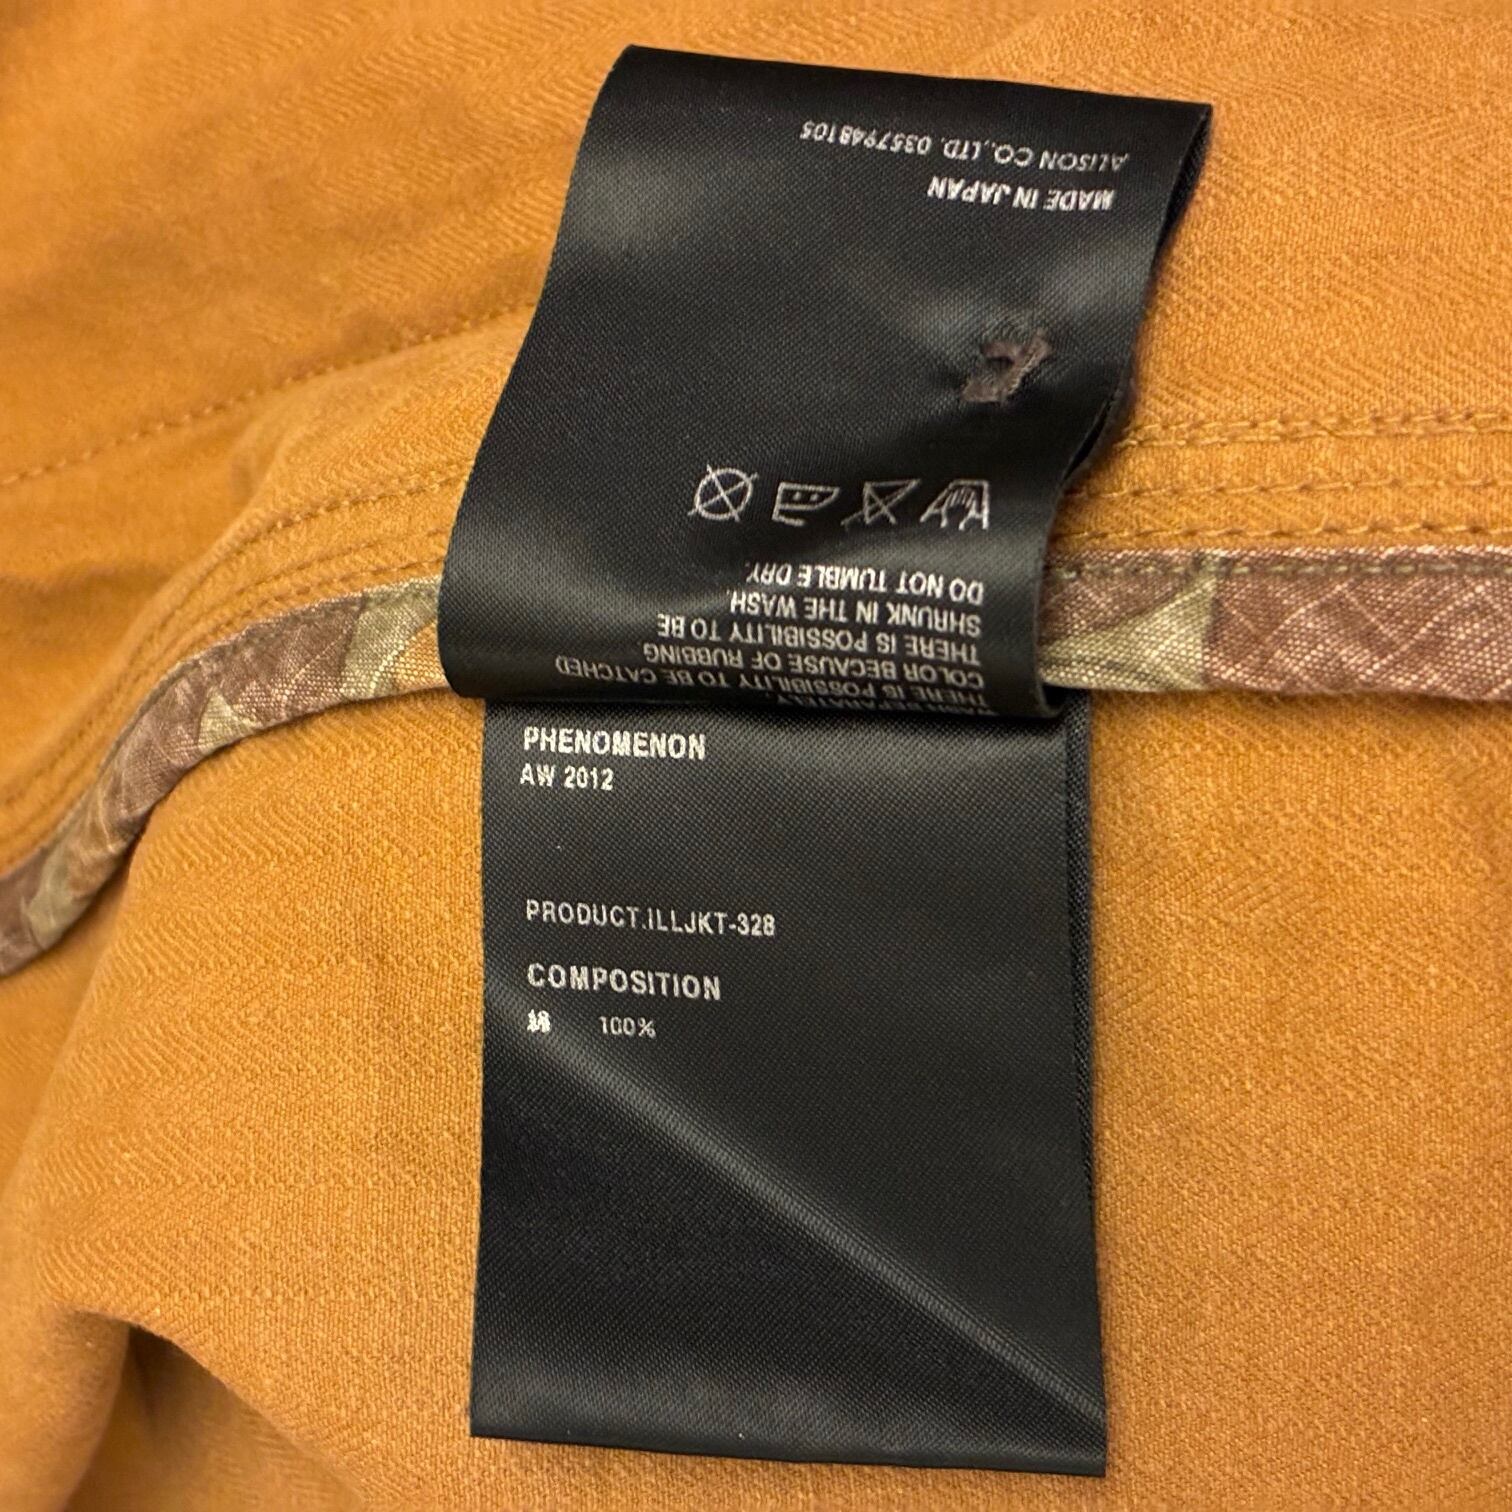 PHENOMENON
AW 2012
PRODUCT.ILLJKT-328
COMPOSITION
100%
SEPARATELY
THERE IS POSSIBILITY TO BE CATCHED
COLOR BECAUSE OF RUBBING
THERE IS POSSIBILITY TO BE
SHRUNK IN THE WASH.
DO NOT TUMBLE DRY.
MADE IN JAPAN
ALISON CO.,LTD. 0357948105